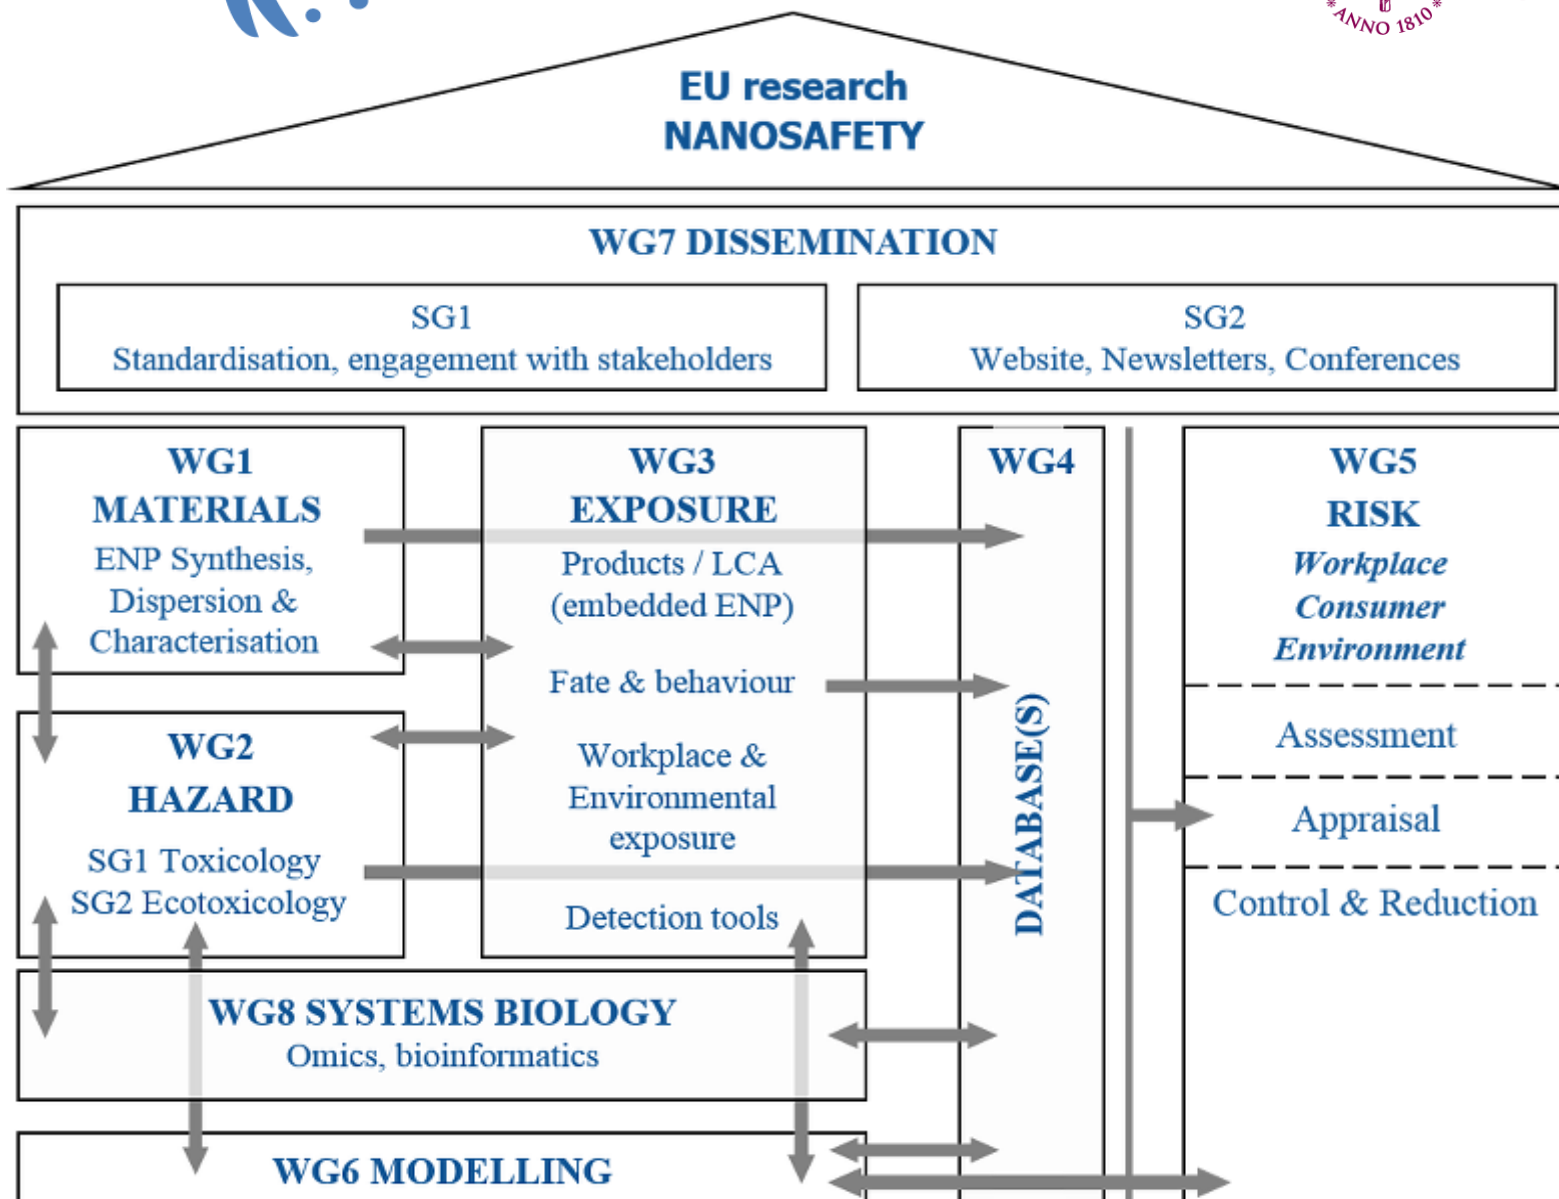 ANNO 1810
EU research
NANOSAFETY
WG7 DISSEMINATION
SG1
Standardisation, engagement with stakeholders
SG2
Website, Newsletters, Conferences
WG1
MATERIALS
ENP Synthesis,
Dispersion &
Characterisation
WG2
HAZARD
SG1 Toxicology
SG2 Ecotoxicology
WG3
EXPOSURE
Products / LCA
(embedded ENP)
Fate & behaviour
Workplace &
Environmental
exposure
Detection tools
WG4
DATABASE(S)
WG5
RISK
Workplace
Consumer
Environment
Assessment
Appraisal
Control & Reduction
WG8 SYSTEMS BIOLOGY
Omics, bioinformatics
WG6 MODELLING